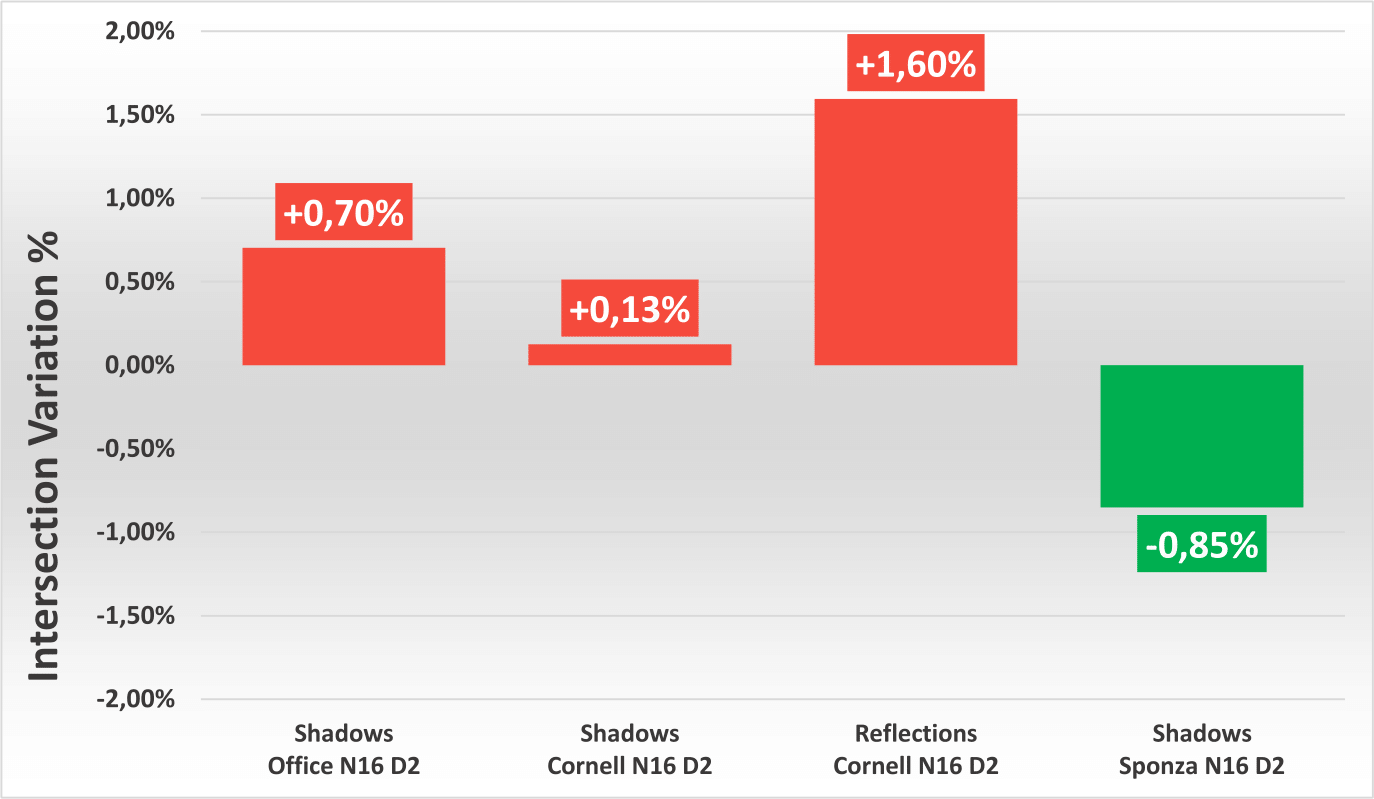 2,00%
1,50%
1,00%
0,50%
0,00%
-0,50%
-1,00%
-1,50%
-2,00%
Intersection Variation %
+0,70%
+0,13%
+1,60%
-0,85%
Shadows
Office N16 D2
Shadows
Cornell N16 D2
Reflections
Cornell N16 D2
Shadows
Sponza N16 D2